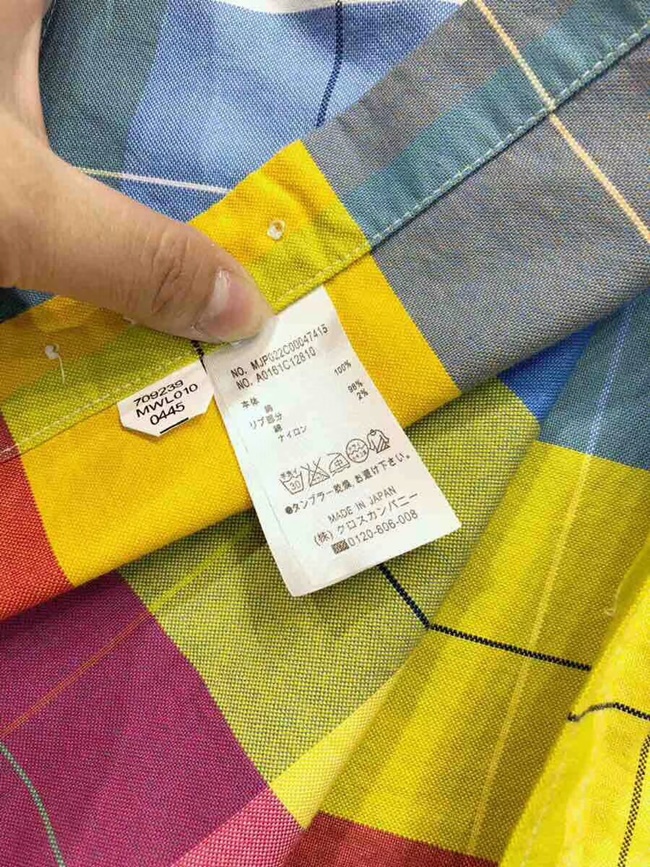 NO. MJP022C00047415
NO. A0161C12810
本体
綿 100%
リブ部分
綿 98%
ナイロン 2%
30
●タンブラー乾燥、お避け下さい。
MADE IN JAPAN
(株) クロスカンパニー
0120-806-008
709239
MWL010
0445